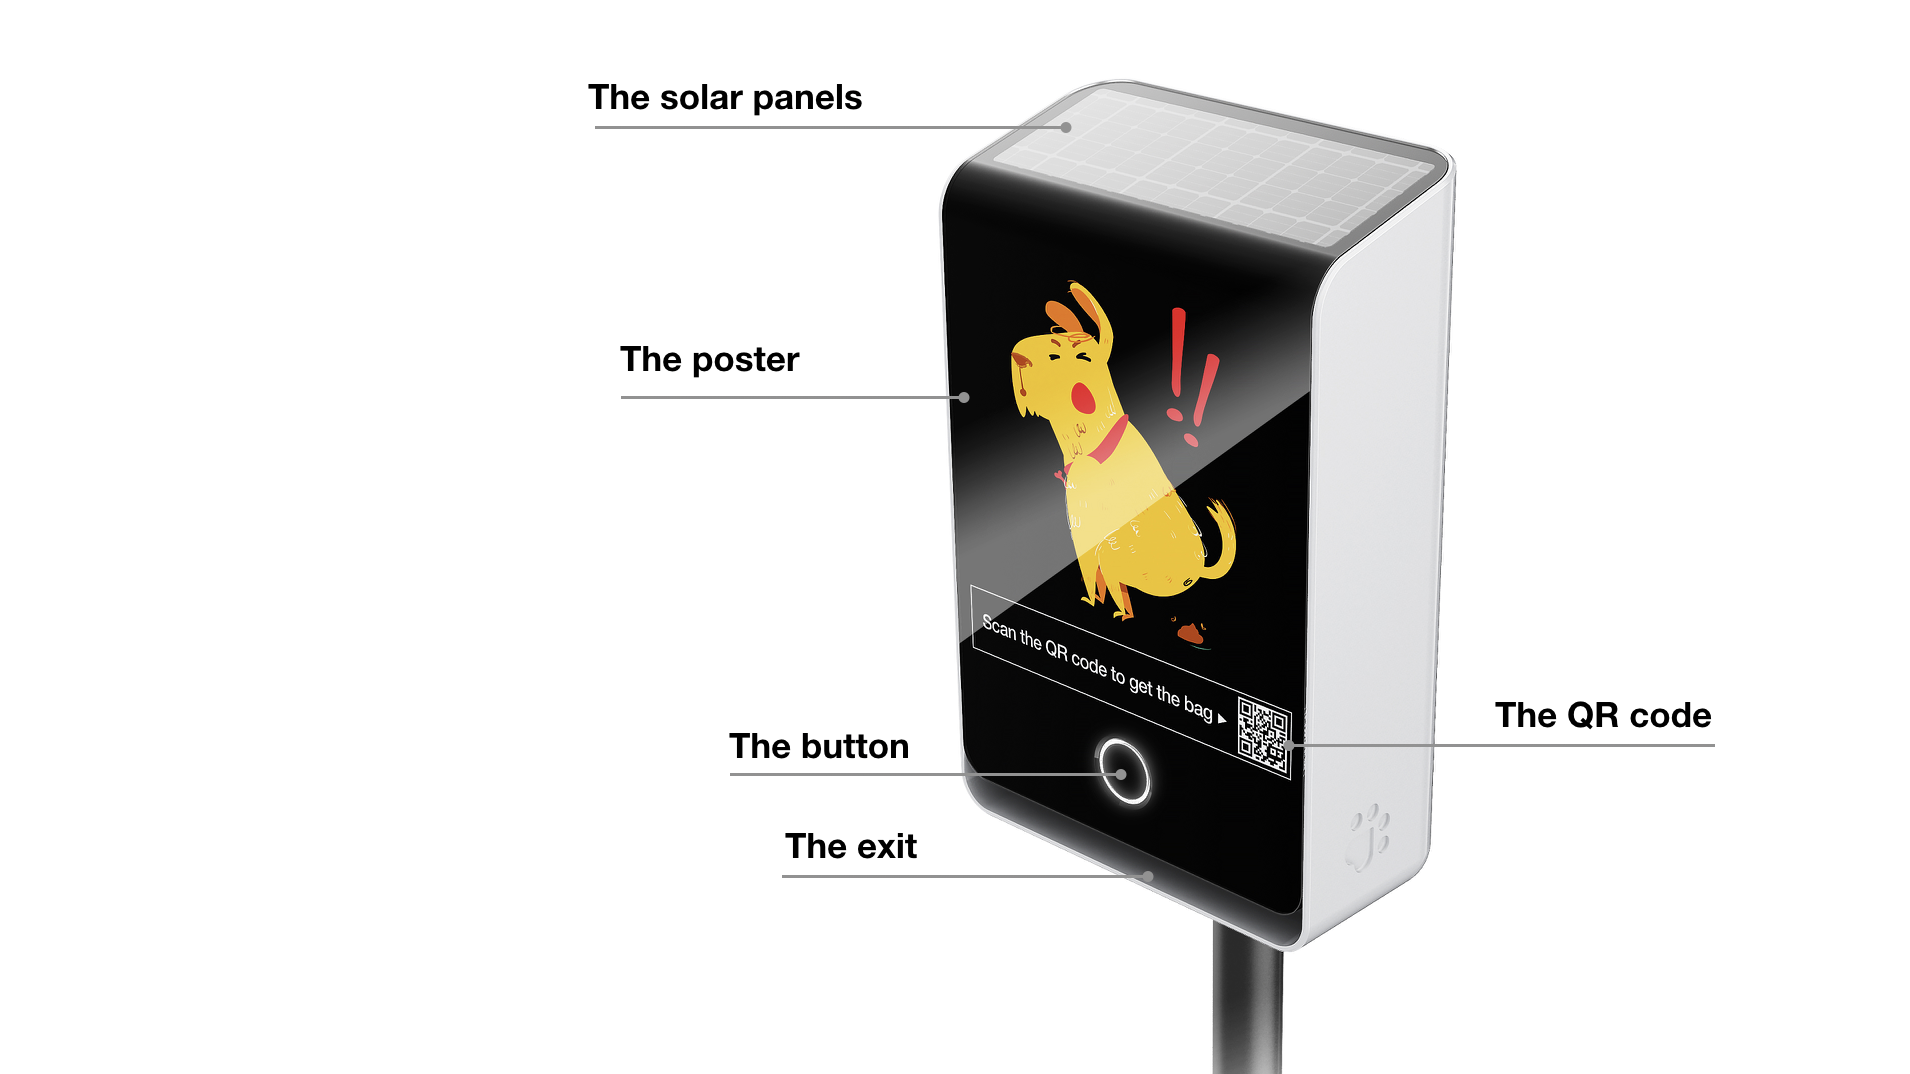 The solar panels
The poster
Scan the QR code to get the bag ▶
The QR code
The button
The exit